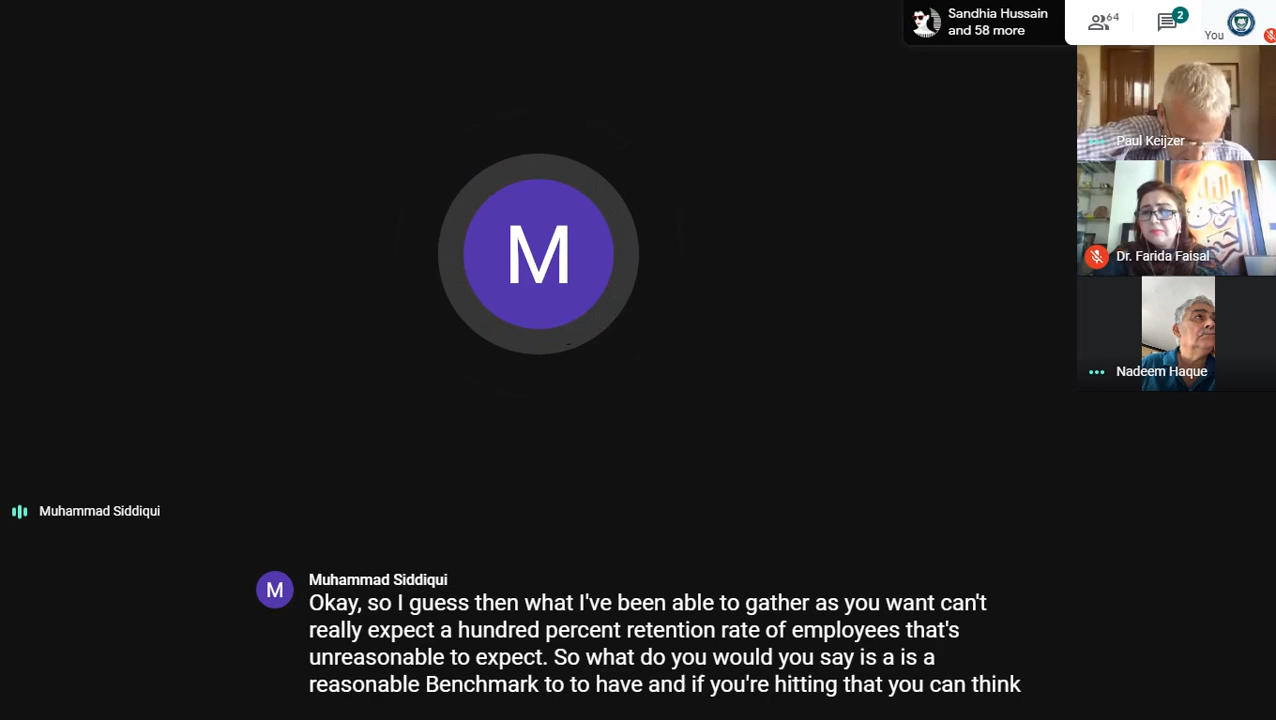 Sandhia Hussain
and 58 more
64
2
You
Paul Keijzer
Dr. Farida Faisal
Nadeem Haque
M
Muhammad Siddiqui
M
Muhammad Siddiqui
Okay, so I guess then what I've been able to gather as you want can't
really expect a hundred percent retention rate of employees that's
unreasonable to expect. So what do you would you say is a is a
reasonable Benchmark to to have and if you're hitting that you can think